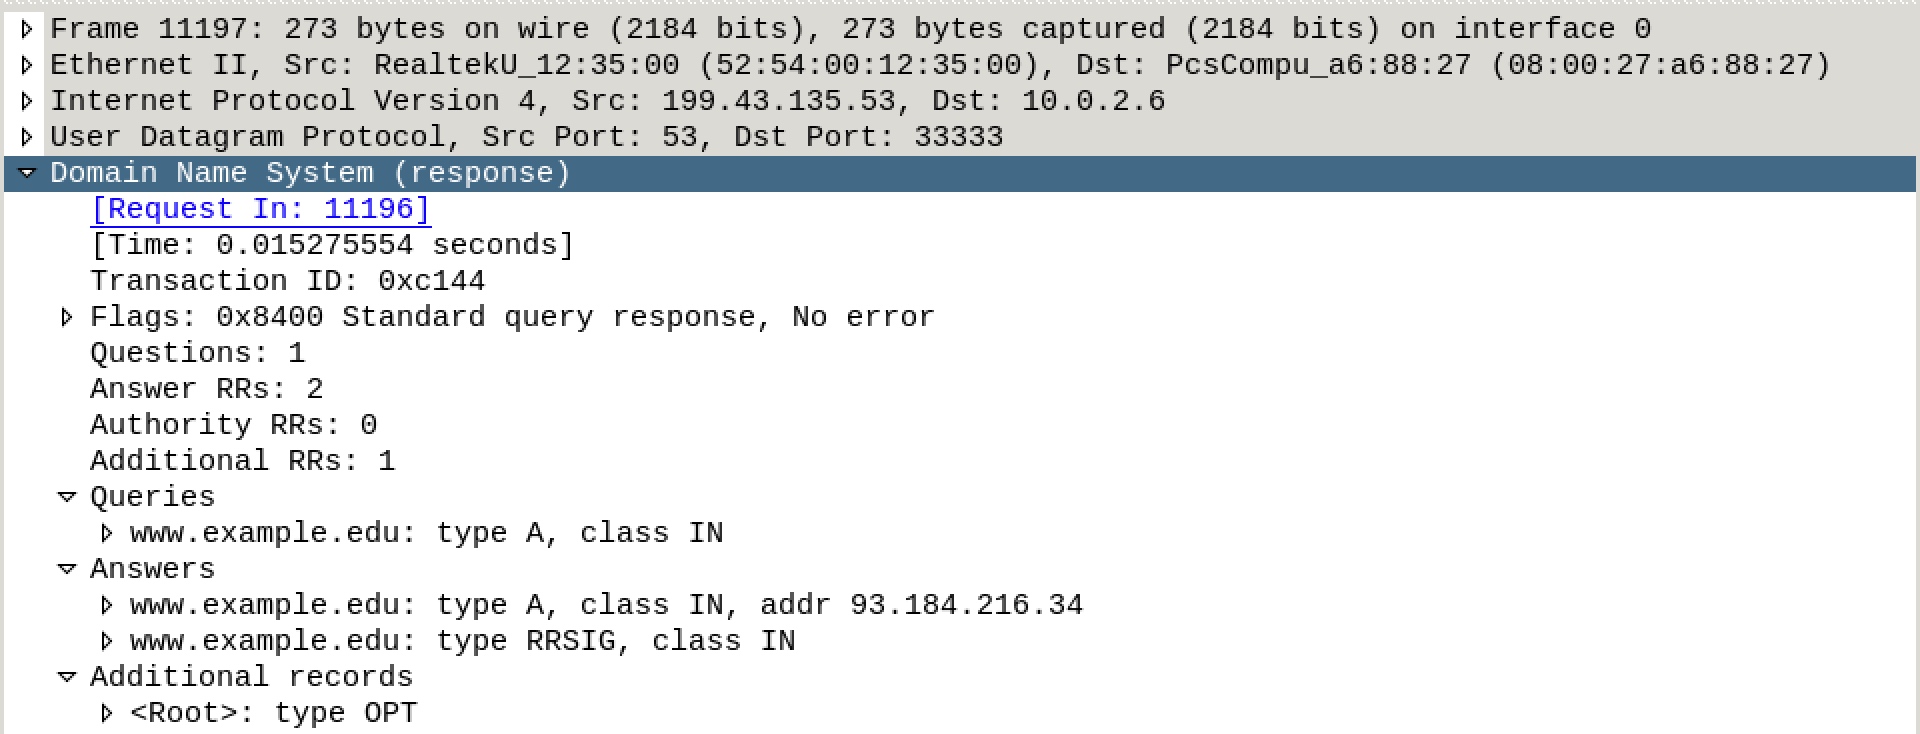 Frame 11197: 273 bytes on wire (2184 bits), 273 bytes captured (2184 bits) on interface 0
Ethernet II, Src: RealtekU_12:35:00 (52:54:00:12:35:00), Dst: PcsCompu_a6:88:27 (08:00:27:a6:88:27)
Internet Protocol Version 4, Src: 199.43.135.53, Dst: 10.0.2.6
User Datagram Protocol, Src Port: 53, Dst Port: 33333
Domain Name System (response)
[Request In: 11196]
[Time: 0.015275554 seconds]
Transaction ID: 0xc144
Flags: 0x8400 Standard query response, No error
Questions: 1
Answer RRs: 2
Authority RRs: 0
Additional RRs: 1
Queries
www.example.edu: type A, class IN
Answers
www.example.edu: type A, class IN, addr 93.184.216.34
www.example.edu: type RRSIG, class IN
Additional records
<Root>: type OPT